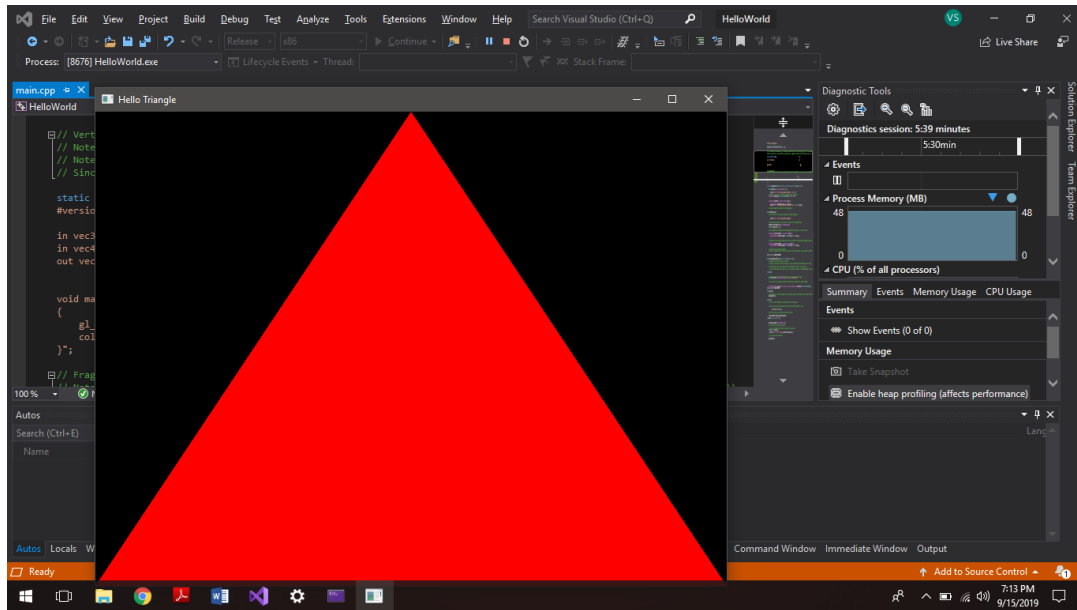 File Edit View Project Build Debug Test Analyze Tools Extensions Window Help Search Visual Studio (Ctrl+Q) HelloWorld VS
Release x86 Continue Live Share
Process: [8676] HelloWorld.exe Lifecycle Events Thread: Stack Frame:
main.cpp
HelloWorld
Hello Triangle
// Vert
// Note
// Note
// Sinc
static
#versio
in vec3
in vec4
out vec
void ma
{
gl_
col
}";
// Frag
100 %
Diagnostic Tools
Diagnostics session: 5:39 minutes
5:30min
Events
Process Memory (MB)
48 48
0 0
CPU (% of all processors)
Summary Events Memory Usage CPU Usage
Events
Show Events (0 of 0)
Memory Usage
Take Snapshot
Enable heap profiling (affects performance)
Solution Explorer
Team Explorer
Autos
Search (Ctrl+E)
Name
Lang
Autos Locals W
Command Window Immediate Window Output
Ready Add to Source Control 1
7:13 PM
9/15/2019